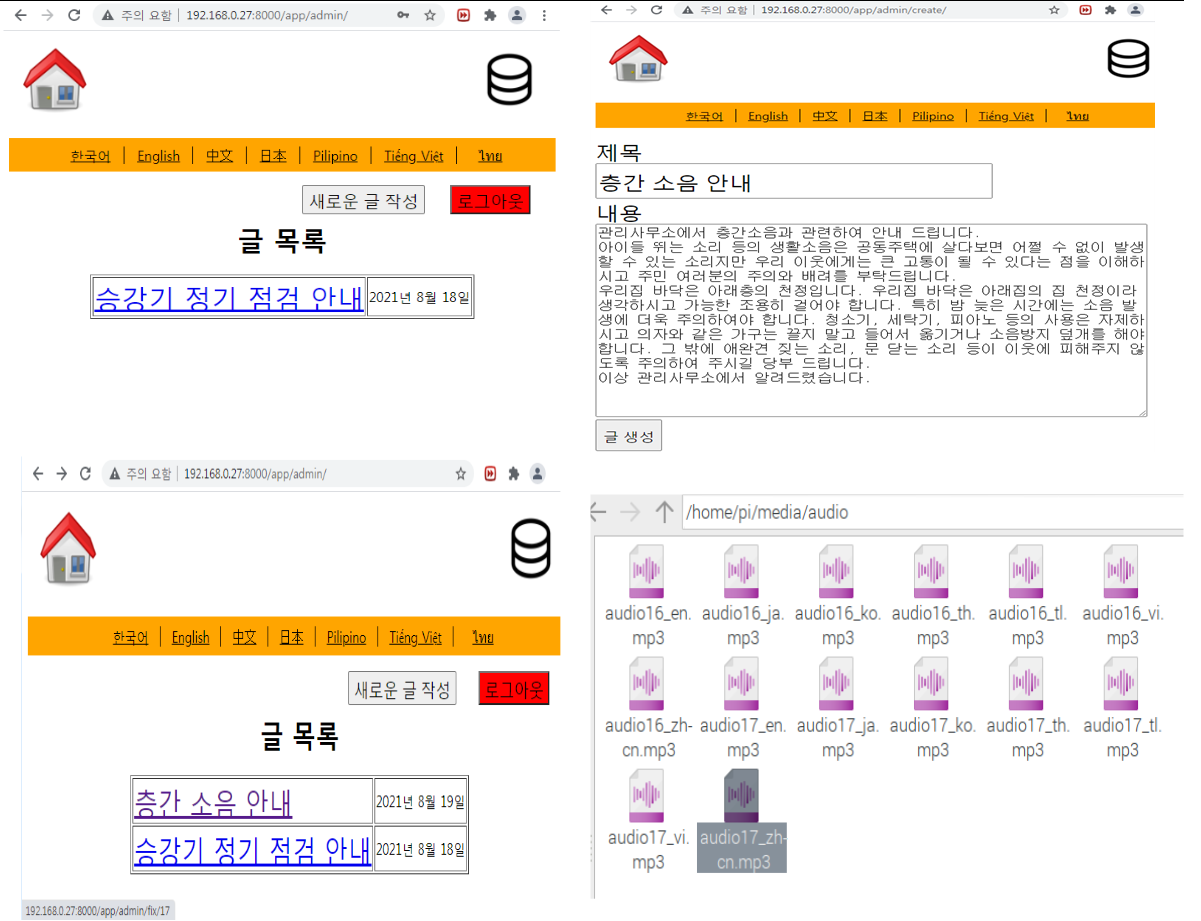 주의 요함 192.168.0.27:8000/app/admin/
한국어 English 中文 日本 Pilipino Tiếng Việt ไทย
새로운 글 작성 로그아웃
글 목록
승강기 정기 점검 안내 2021년 8월 18일
주의 요함 192.168.0.27:8000/app/admin/create/
한국어 English 中文 日本 Pilipino Tiếng Việt ไทย
제목
층간 소음 안내
내용
관리사무소에서 층간소음과 관련하여 안내 드립니다.
아이들 뛰는 소리 등의 생활소음은 공동주택에 살다보면 어쩔 수 없이 발생
할 수 있는 소리지만 우리 이웃에게는 큰 고통이 될 수 있다는 점을 이해하
시고 주민 여러분의 주의와 배려를 부탁드립니다.
우리집 바닥은 아래층의 천정입니다. 우리집 바닥은 아래집의 집 천정이라
생각하시고 가능한 조용히 걸어야 합니다. 특히 밤 늦은 시간에는 소음 발
생에 더욱 주의하여야 합니다. 청소기, 세탁기, 피아노 등의 사용은 자제하
시고 의자와 같은 가구는 끌지 말고 들어서 옮기거나 소음방지 덮개를 해야
합니다. 그 밖에 애완견 짖는 소리, 문 닫는 소리 등이 이웃에 피해주지 않
도록 주의하여 주시길 당부 드립니다.
이상 관리사무소에서 알려드렸습니다.
글 생성
주의 요함 192.168.0.27:8000/app/admin/
한국어 English 中文 日本 Pilipino Tiếng Việt ไทย
새로운 글 작성 로그아웃
글 목록
층간 소음 안내 2021년 8월 19일
승강기 정기 점검 안내 2021년 8월 18일
192.168.0.27:8000/app/admin/fix/17
/home/pi/media/audio
audio16_en. audio16_ja. audio16_ko. audio16_th. audio16_tl. audio16_vi.
mp3 mp3 mp3 mp3 mp3 mp3
audio16_zh- audio17_en. audio17_ja. audio17_ko. audio17_th. audio17_tl.
cn.mp3 mp3 mp3 mp3 mp3 mp3
audio17_vi. audio17_zh-
mp3 cn.mp3